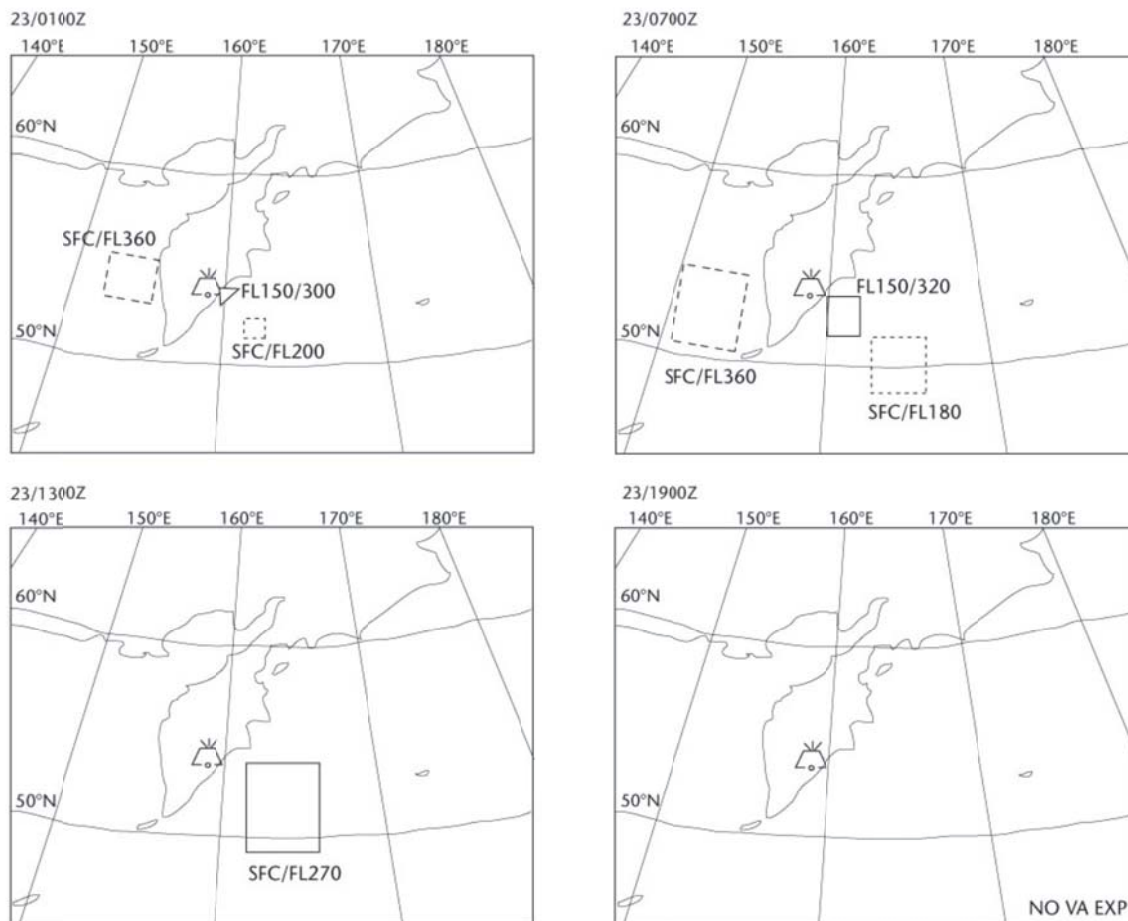 23/0100Z
140°E 150°E 160°E 170°E 180°E
60°N
SFC/FL360
FL150/300
50°N
SFC/FL200
23/0700Z
140°E 150°E 160°E 170°E 180°E
60°N
FL150/320
50°N
SFC/FL360
SFC/FL180
23/1300Z
140°E 150°E 160°E 170°E 180°E
60°N
50°N
SFC/FL270
23/1900Z
140°E 150°E 160°E 170°E 180°E
60°N
50°N
NO VA EXP